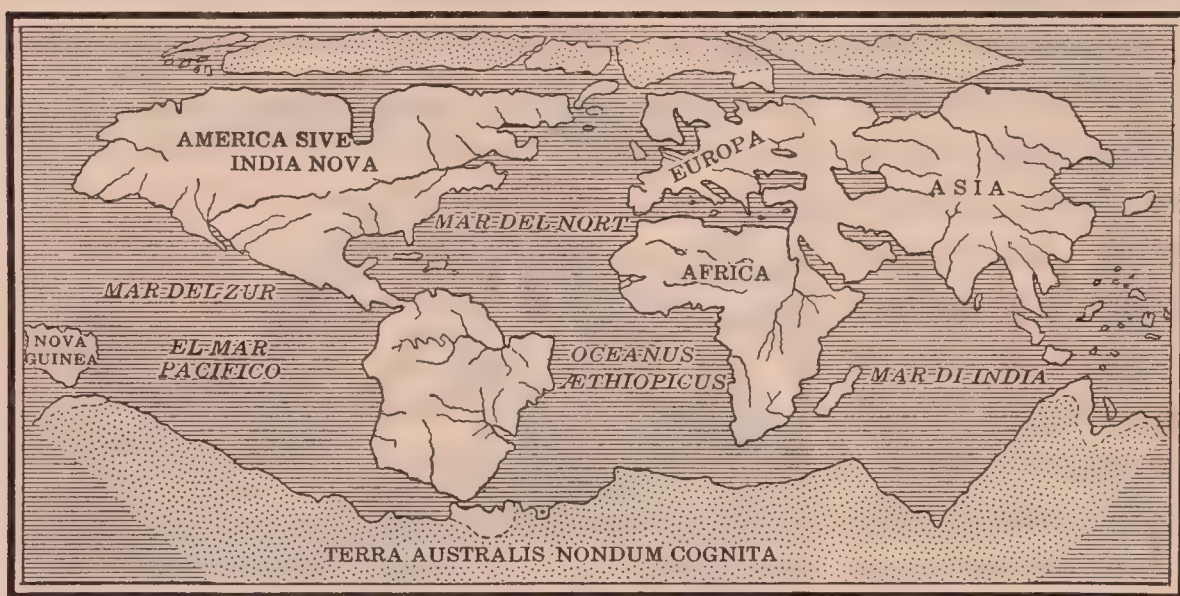 AMERICA SIVE
INDIA NOVA
EUROPA
ASIA
MAR-DEL-NORT
AFRICA
MAR-DEL-ZUR
NOVA
GUINEA
EL-MAR
PACIFICO
OCEANUS
ÆTHIOPICUS
MAR-DI-INDIA
TERRA AUSTRALIS NONDUM COGNITA